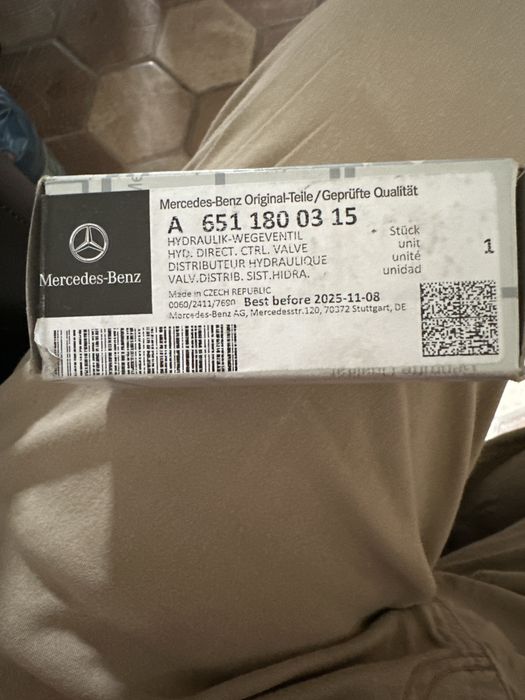 Mercedes-Benz Original-Teile/Geprüfte Qualität
A 651 180 03 15
HYDRAULIK-WEGEVENTIL
HYD. DIRECT. CTRL. VALVE
DISTRIBUTEUR HYDRAULIQUE
VALV.DISTRIB. SIST.HIDRA.
Stück
unit
unité
unidad
1
Mercedes-Benz
Made in CZECH REPUBLIC
0060/2411/7690 Best before 2025-11-08
Mercedes-Benz AG, Mercedesstr.120, 70372 Stuttgart, DE